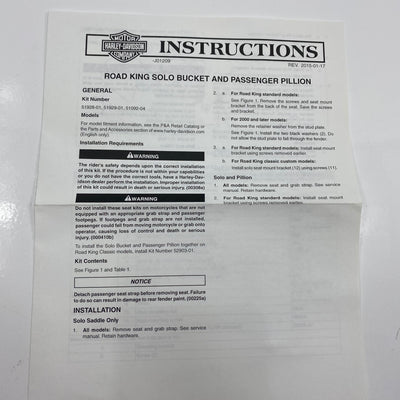 MOTOR
HARLEY-DAVIDSON
COMPANY
INSTRUCTIONS
-J01209
REV. 2015-01-17
ROAD KING SOLO BUCKET AND PASSENGER PILLION
GENERAL
Kit Number
51928-01, 51929-01, 51092-04
Models
For model fitment information, see the P&A Retail Catalog or
the Parts and Accessories section of www.harley-davidson.com
(English only)
Installation Requirements
WARNING
The rider's safety depends upon the correct installation
of this kit. If the procedure is not within your capabilities
or you do not have the correct tools, have a Harley-Dav-
idson dealer perform the installation. Improper installation
of this kit could result in death or serious injury. (00308a)
WARNING
Do not install these seat kits on motorcycles that are not
equipped with an appropriate grab strap and passenger
footpegs. If footpegs and grab strap are not installed,
passenger could fall from moving motorcycle or grab onto
operator, causing loss of control and death or serious
injury. (000410b)
To install the Solo Bucket and Passenger Pillion together on
Road King Classic models, install Kit Number 52903-01.
Kit Contents
See Figure 1 and Table 1.
NOTICE
Detach passenger seat strap before removing seat. Failure
to do so can result in damage to rear fender paint. (00225a)
INSTALLATION
Solo Saddle Only
1. All models: Remove seat and grab strap. See service
manual. Retain hardware.
2. a. For Road King standard models:
See Figure 1. Remove the screws and seat mount
bracket from the back of the seat. Save the screws
and bracket.
b. For 2000 and later models:
Remove the retainer washer from the stud plate.
See Figure 1. Install the two black washers (2). Do
not allow the stud plate to fall through the fender.
3. a. For Road King standard models: Install seat mount
bracket using screws removed earlier.
b. For Road King classic custom models:
Install solo seat mount bracket (12) using screws (11).
Solo and Pillion
1. All models: Remove seat and grab strap. See service
manual. Retain hardware.
2. For Road King standard models: Install seat mount
bracket using screws removed earlier.